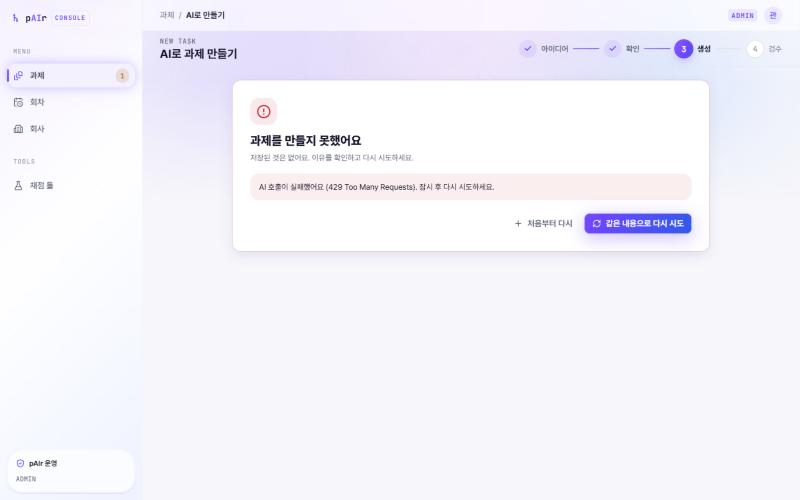 pAIr CONSOLE
MENU
과제 1
회차
회사
TOOLS
채점 툴
pAIr 운영
ADMIN
과제 / AI로 만들기
ADMIN 관
NEW TASK
AI로 과제 만들기
아이디어 확인 3 생성 4 검수
과제를 만들지 못했어요
저장된 것은 없어요. 이유를 확인하고 다시 시도하세요.
AI 호출이 실패했어요 (429 Too Many Requests). 잠시 후 다시 시도하세요.
처음부터 다시 같은 내용으로 다시 시도